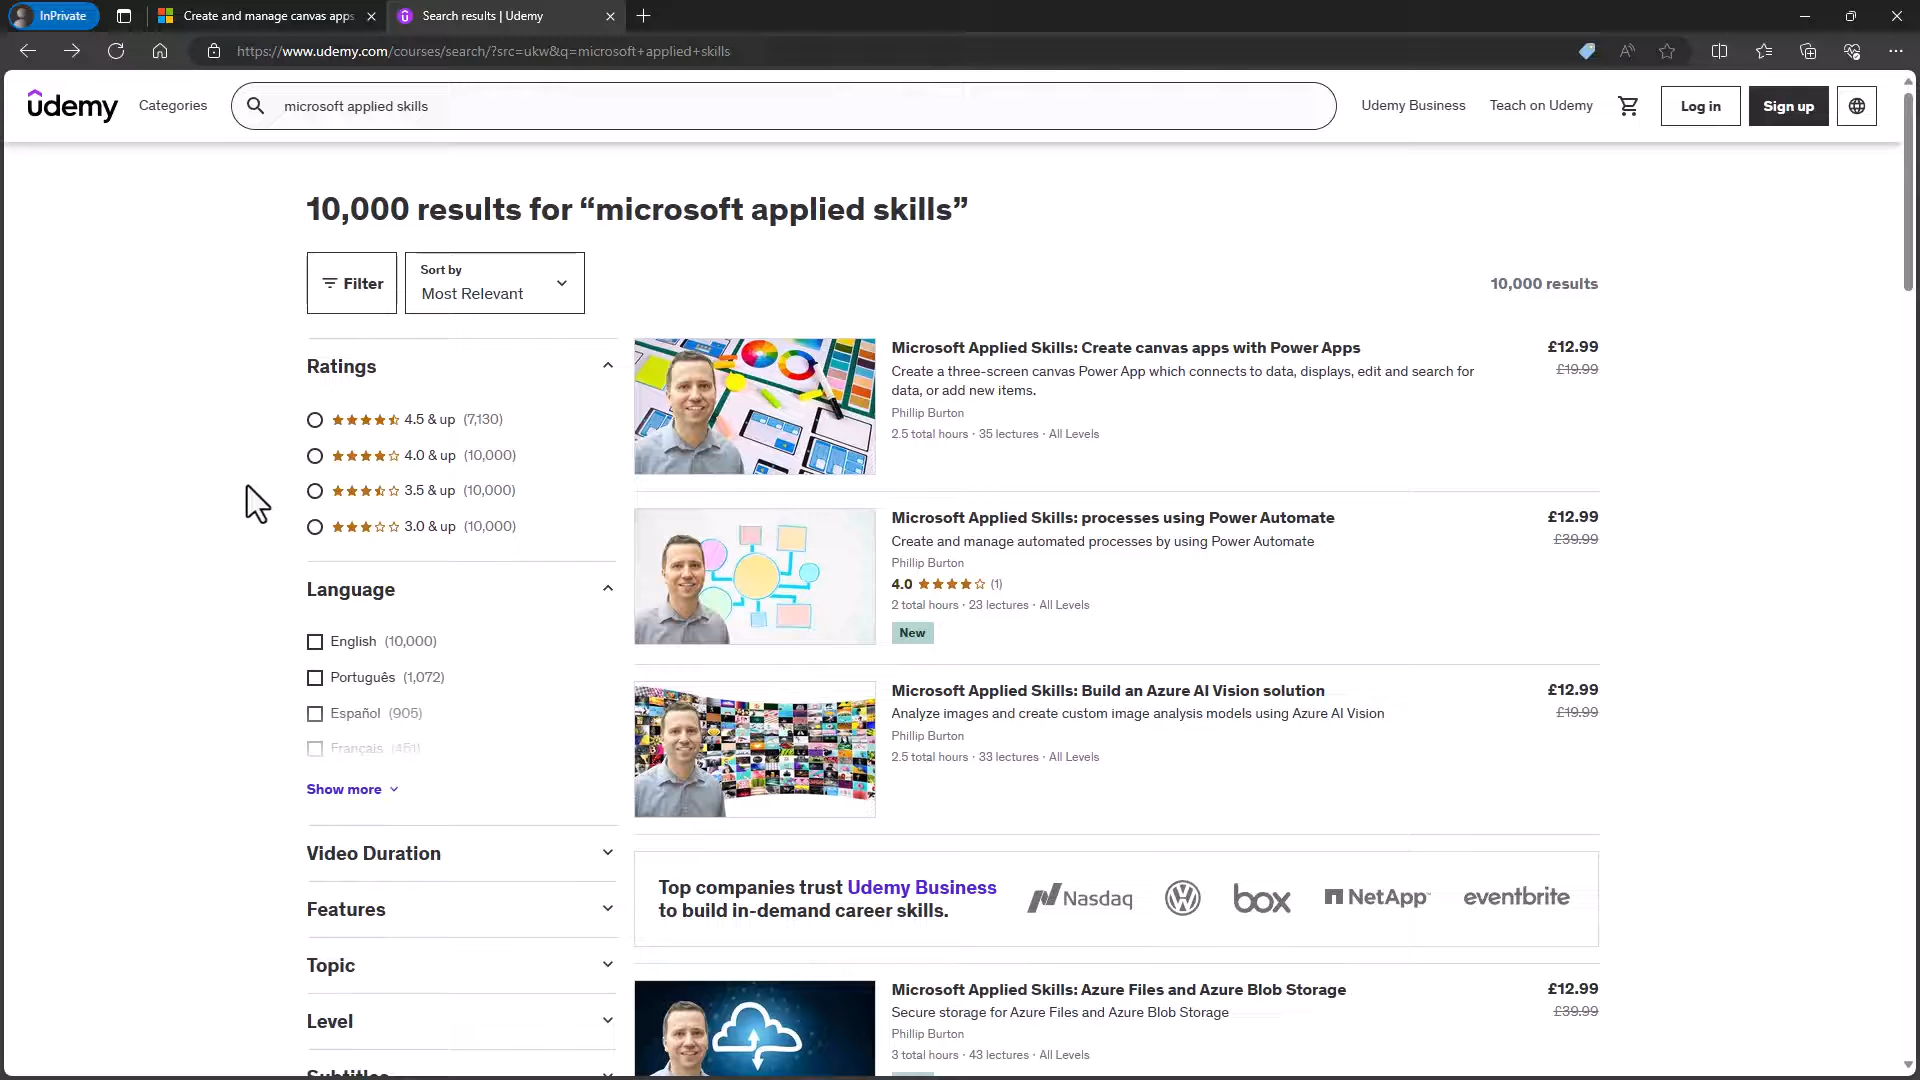 InPrivate
Create and manage canvas apps
Search results | Udemy
https://www.udemy.com/courses/search/?src=ukw&q=microsoft+applied+skills
udemy
Categories
microsoft applied skills
Udemy Business
Teach on Udemy
Log in
Sign up
10,000 results for “microsoft applied skills”
Filter
Sort by
Most Relevant
10,000 results
Ratings
4.5 & up (7,130)
4.0 & up (10,000)
3.5 & up (10,000)
3.0 & up (10,000)
Language
English (10,000)
Português (1,072)
Español (905)
Français (451)
Show more
Video Duration
Features
Topic
Level
Subtitles
Microsoft Applied Skills: Create canvas apps with Power Apps
£12.99
Create a three-screen canvas Power App which connects to data, displays, edit and search for
£19.99
data, or add new items.
Phillip Burton
2.5 total hours · 35 lectures · All Levels
Microsoft Applied Skills: processes using Power Automate
£12.99
Create and manage automated processes by using Power Automate
£39.99
Phillip Burton
4.0 (1)
2 total hours · 23 lectures · All Levels
New
Microsoft Applied Skills: Build an Azure AI Vision solution
£12.99
Analyze images and create custom image analysis models using Azure AI Vision
£19.99
Phillip Burton
2.5 total hours · 33 lectures · All Levels
Top companies trust Udemy Business
to build in-demand career skills.
Nasdaq
box
NetApp
eventbrite
Microsoft Applied Skills: Azure Files and Azure Blob Storage
£12.99
Secure storage for Azure Files and Azure Blob Storage
£39.99
Phillip Burton
3 total hours · 43 lectures · All Levels